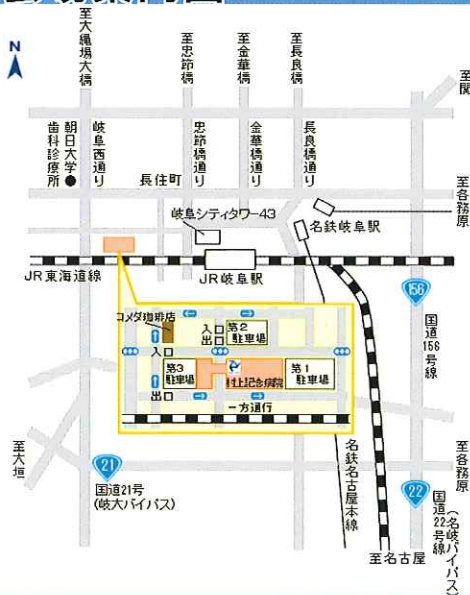 N
至大縄場大橋
至忠節橋
至金華橋
至長良橋
至関
朝日大学
歯科診療所
岐阜西通り
忠節橋通り
金華橋通り
長良橋通り
長住町
至各務原
岐阜シティタワー43
名鉄岐阜駅
JR東海道線
JR岐阜駅
156
国道156号線
コメダ珈琲店
入口
出口
第2
駐車場
入口
第3
駐車場
村上記念病院
第1
駐車場
出口
一方通行
至大垣
21
国道21号
(岐大バイパス)
名鉄名古屋本線
至各務原
22
国道22号線
(名岐バイパス)
至名古屋